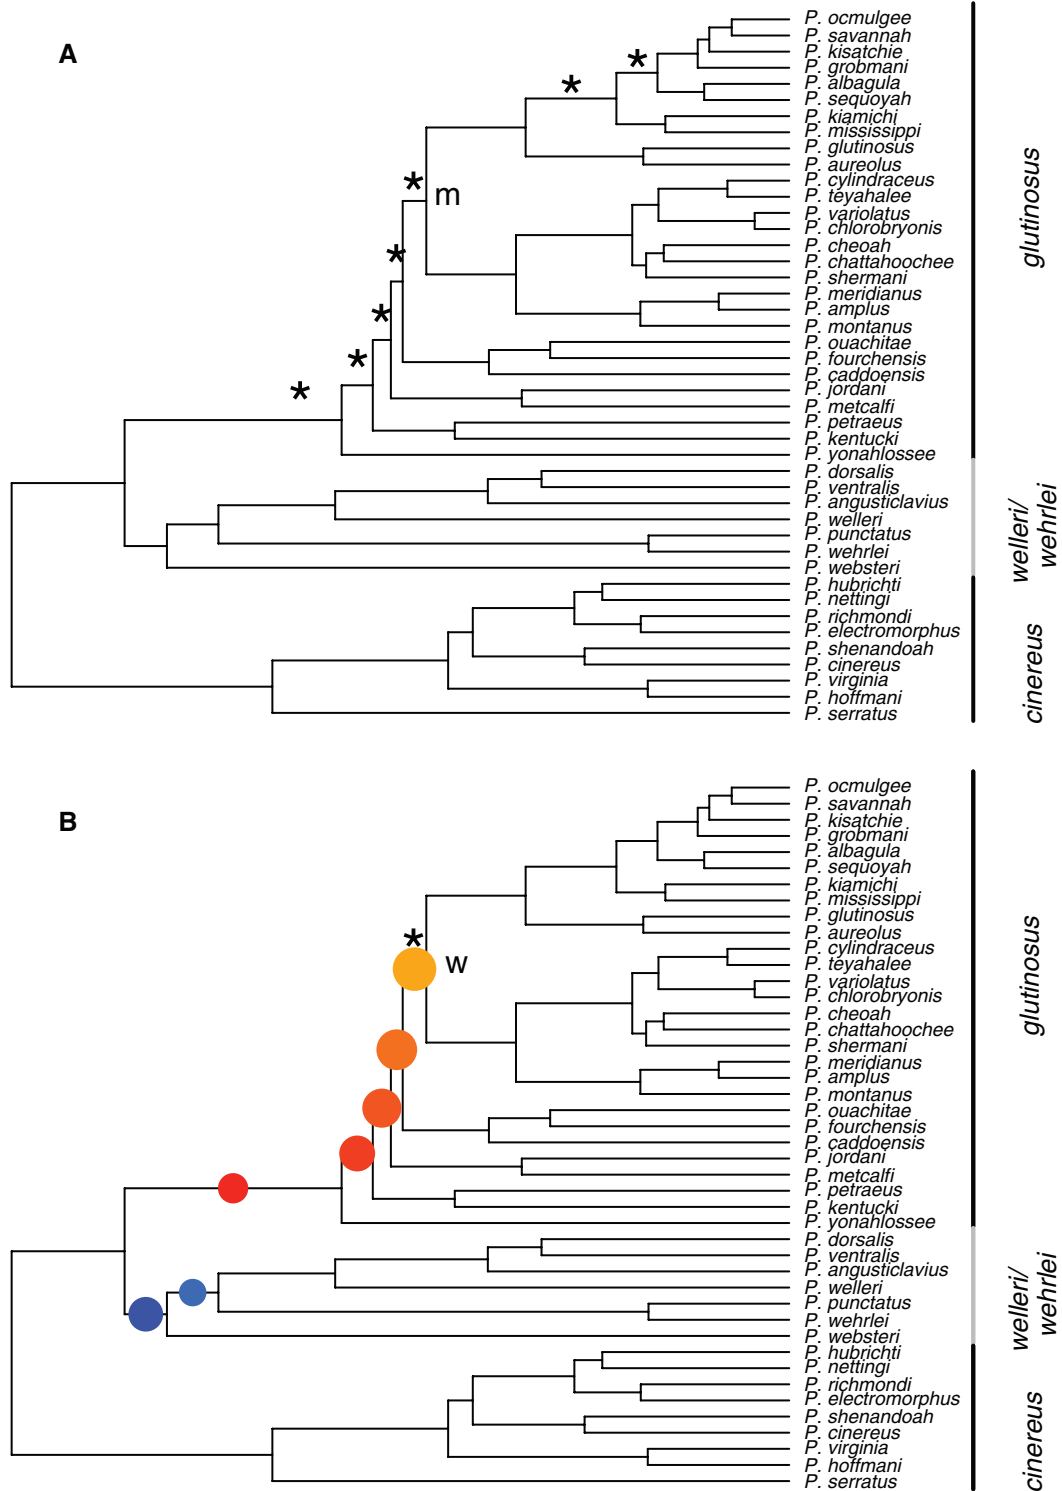 A
P. ocmulgee
P. savannah
P. kisatchie
P. grobmani
P. albagula
P. sequoyah
P. kiamichi
P. mississippi
P. glutinosus
P. aureolus
P. cylindraceus
P. teyahalee
P. variolatus
P. chlorobryonis
P. cheoah
P. chattahoochee
P. shermani
P. meridianus
P. amplus
P. montanus
P. ouachitae
P. fourchensis
P. caddoensis
P. jordani
P. metcalfi
P. petraeus
P. kentucki
P. yonahlossee
P. dorsalis
P. ventralis
P. angusticlavius
P. welleri
P. punctatus
P. wehrlei
P. websteri
P. hubrichti
P. nettingi
P. richmondi
P. electromorphus
P. shenandoah
P. cinereus
P. virginia
P. hoffmani
P. serratus
* * * * * * *
m
glutinosus
welleri/
wehrlei
cinereus
B
P. ocmulgee
P. savannah
P. kisatchie
P. grobmani
P. albagula
P. sequoyah
P. kiamichi
P. mississippi
P. glutinosus
P. aureolus
P. cylindraceus
P. teyahalee
P. variolatus
P. chlorobryonis
P. cheoah
P. chattahoochee
P. shermani
P. meridianus
P. amplus
P. montanus
P. ouachitae
P. fourchensis
P. caddoensis
P. jordani
P. metcalfi
P. petraeus
P. kentucki
P. yonahlossee
P. dorsalis
P. ventralis
P. angusticlavius
P. welleri
P. punctatus
P. wehrlei
P. websteri
P. hubrichti
P. nettingi
P. richmondi
P. electromorphus
P. shenandoah
P. cinereus
P. virginia
P. hoffmani
P. serratus
*
w
glutinosus
welleri/
wehrlei
cinereus